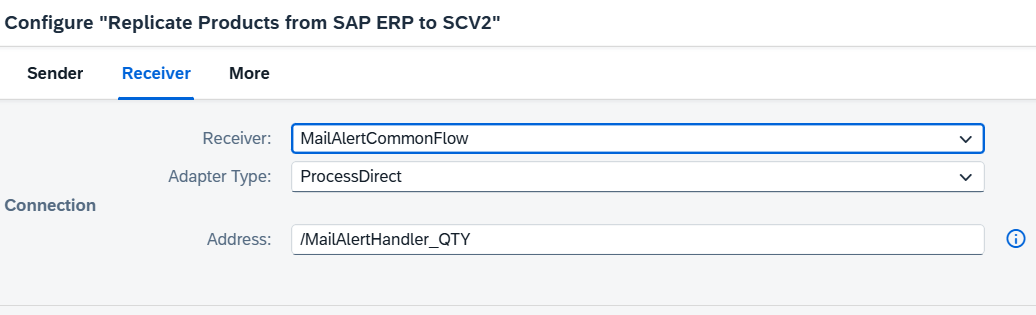 Configure "Replicate Products from SAP ERP to SCV2"
Sender Receiver More
Receiver: MailAlertCommonFlow
Adapter Type: ProcessDirect
Connection
Address: /MailAlertHandler_QTY